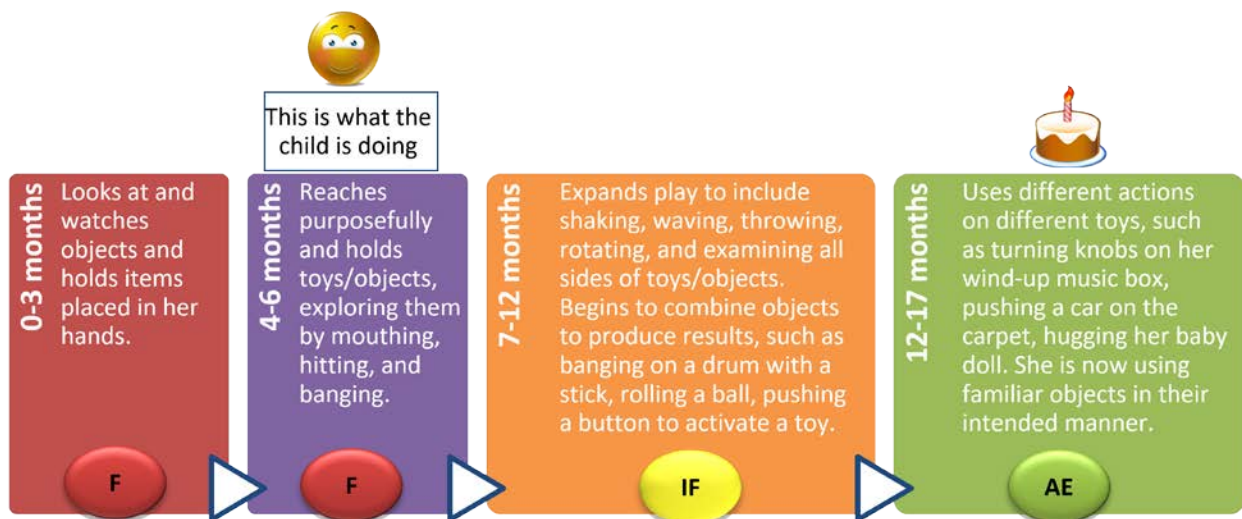 This is what the
child is doing
0-3 months
Looks at and
watches
objects and
holds items
placed in her
hands.
F
4-6 months
Reaches
purposefully
and holds
toys/objects,
exploring them
by mouthing,
hitting, and
banging.
F
7-12 months
Expands play to include
shaking, waving, throwing,
rotating, and examining all
sides of toys/objects.
Begins to combine objects
to produce results, such as
banging on a drum with a
stick, rolling a ball, pushing
a button to activate a toy.
IF
12-17 months
Uses different actions
on different toys, such
as turning knobs on her
wind-up music box,
pushing a car on the
carpet, hugging her baby
doll. She is now using
familiar objects in their
intended manner.
AE